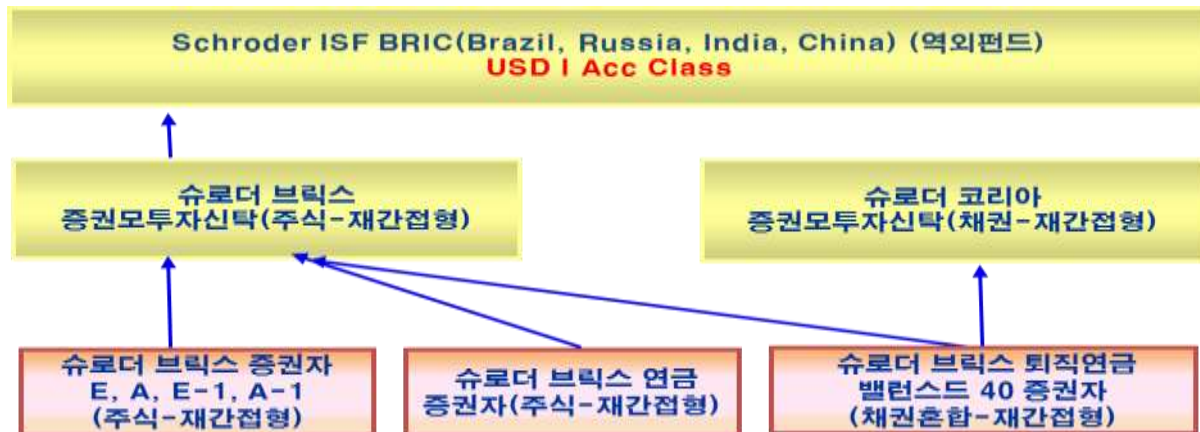 Schroder ISF BRIC(Brazil, Russia, India, China) (역외펀드)
USD I Acc Class
슈로더 브릭스
증권모투자신탁(주식-재간접형)
슈로더 코리아
증권모투자신탁(채권-재간접형)
슈로더 브릭스 증권자
E, A, E-1, A-1
(주식-재간접형)
슈로더 브릭스 연금
증권자(주식-재간접형)
슈로더 브릭스 퇴직연금
밸런스드 40 증권자
(채권혼합-재간접형)